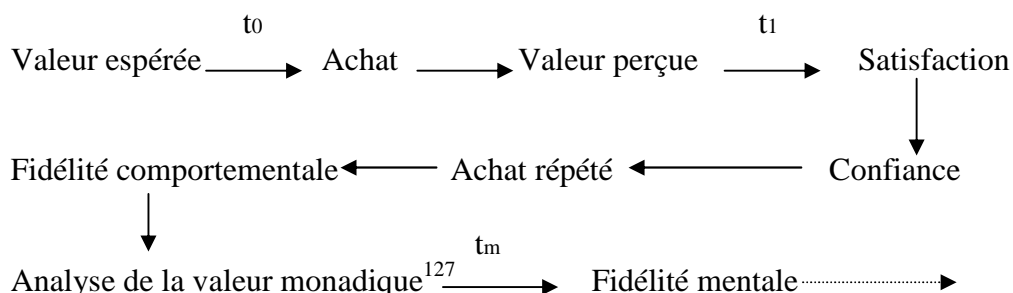 t0 t1
Valeur espérée Achat Valeur perçue Satisfaction
Fidélité comportementale Achat répété Confiance
tm
Analyse de la valeur monadique127 Fidélité mentale